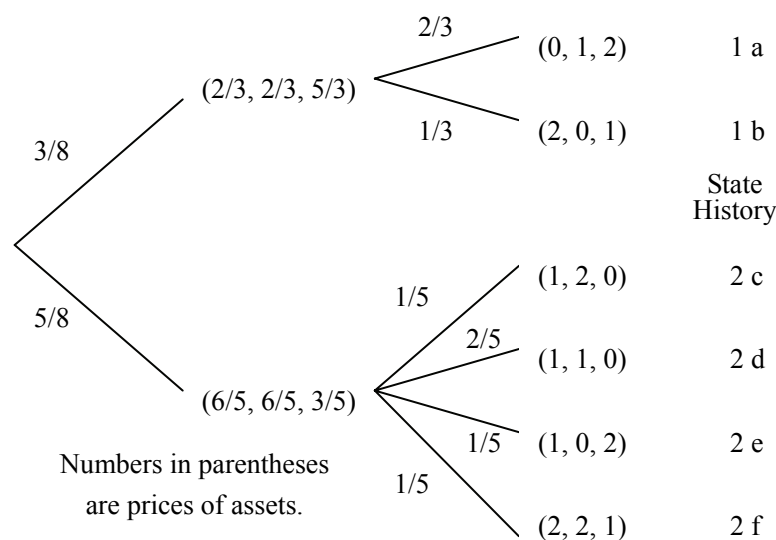 2/3
(0, 1, 2) 1 a
(2/3, 2/3, 5/3)
1/3
(2, 0, 1) 1 b
3/8
State
History
(1, 2, 0) 2 c
1/5
5/8
2/5
(1, 1, 0) 2 d
(6/5, 6/5, 3/5)
1/5
(1, 0, 2) 2 e
Numbers in parentheses
1/5
are prices of assets.
(2, 2, 1) 2 f